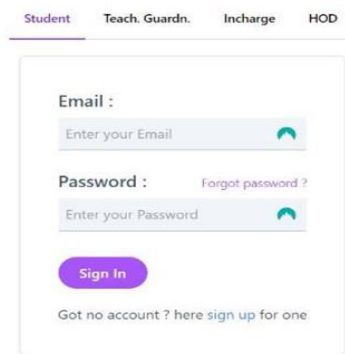 Student Teach. Guardn. Incharge HOD
Email :
Enter your Email
Password : Forgot password ?
Enter your Password
Sign In
Got no account ? here sign up for one